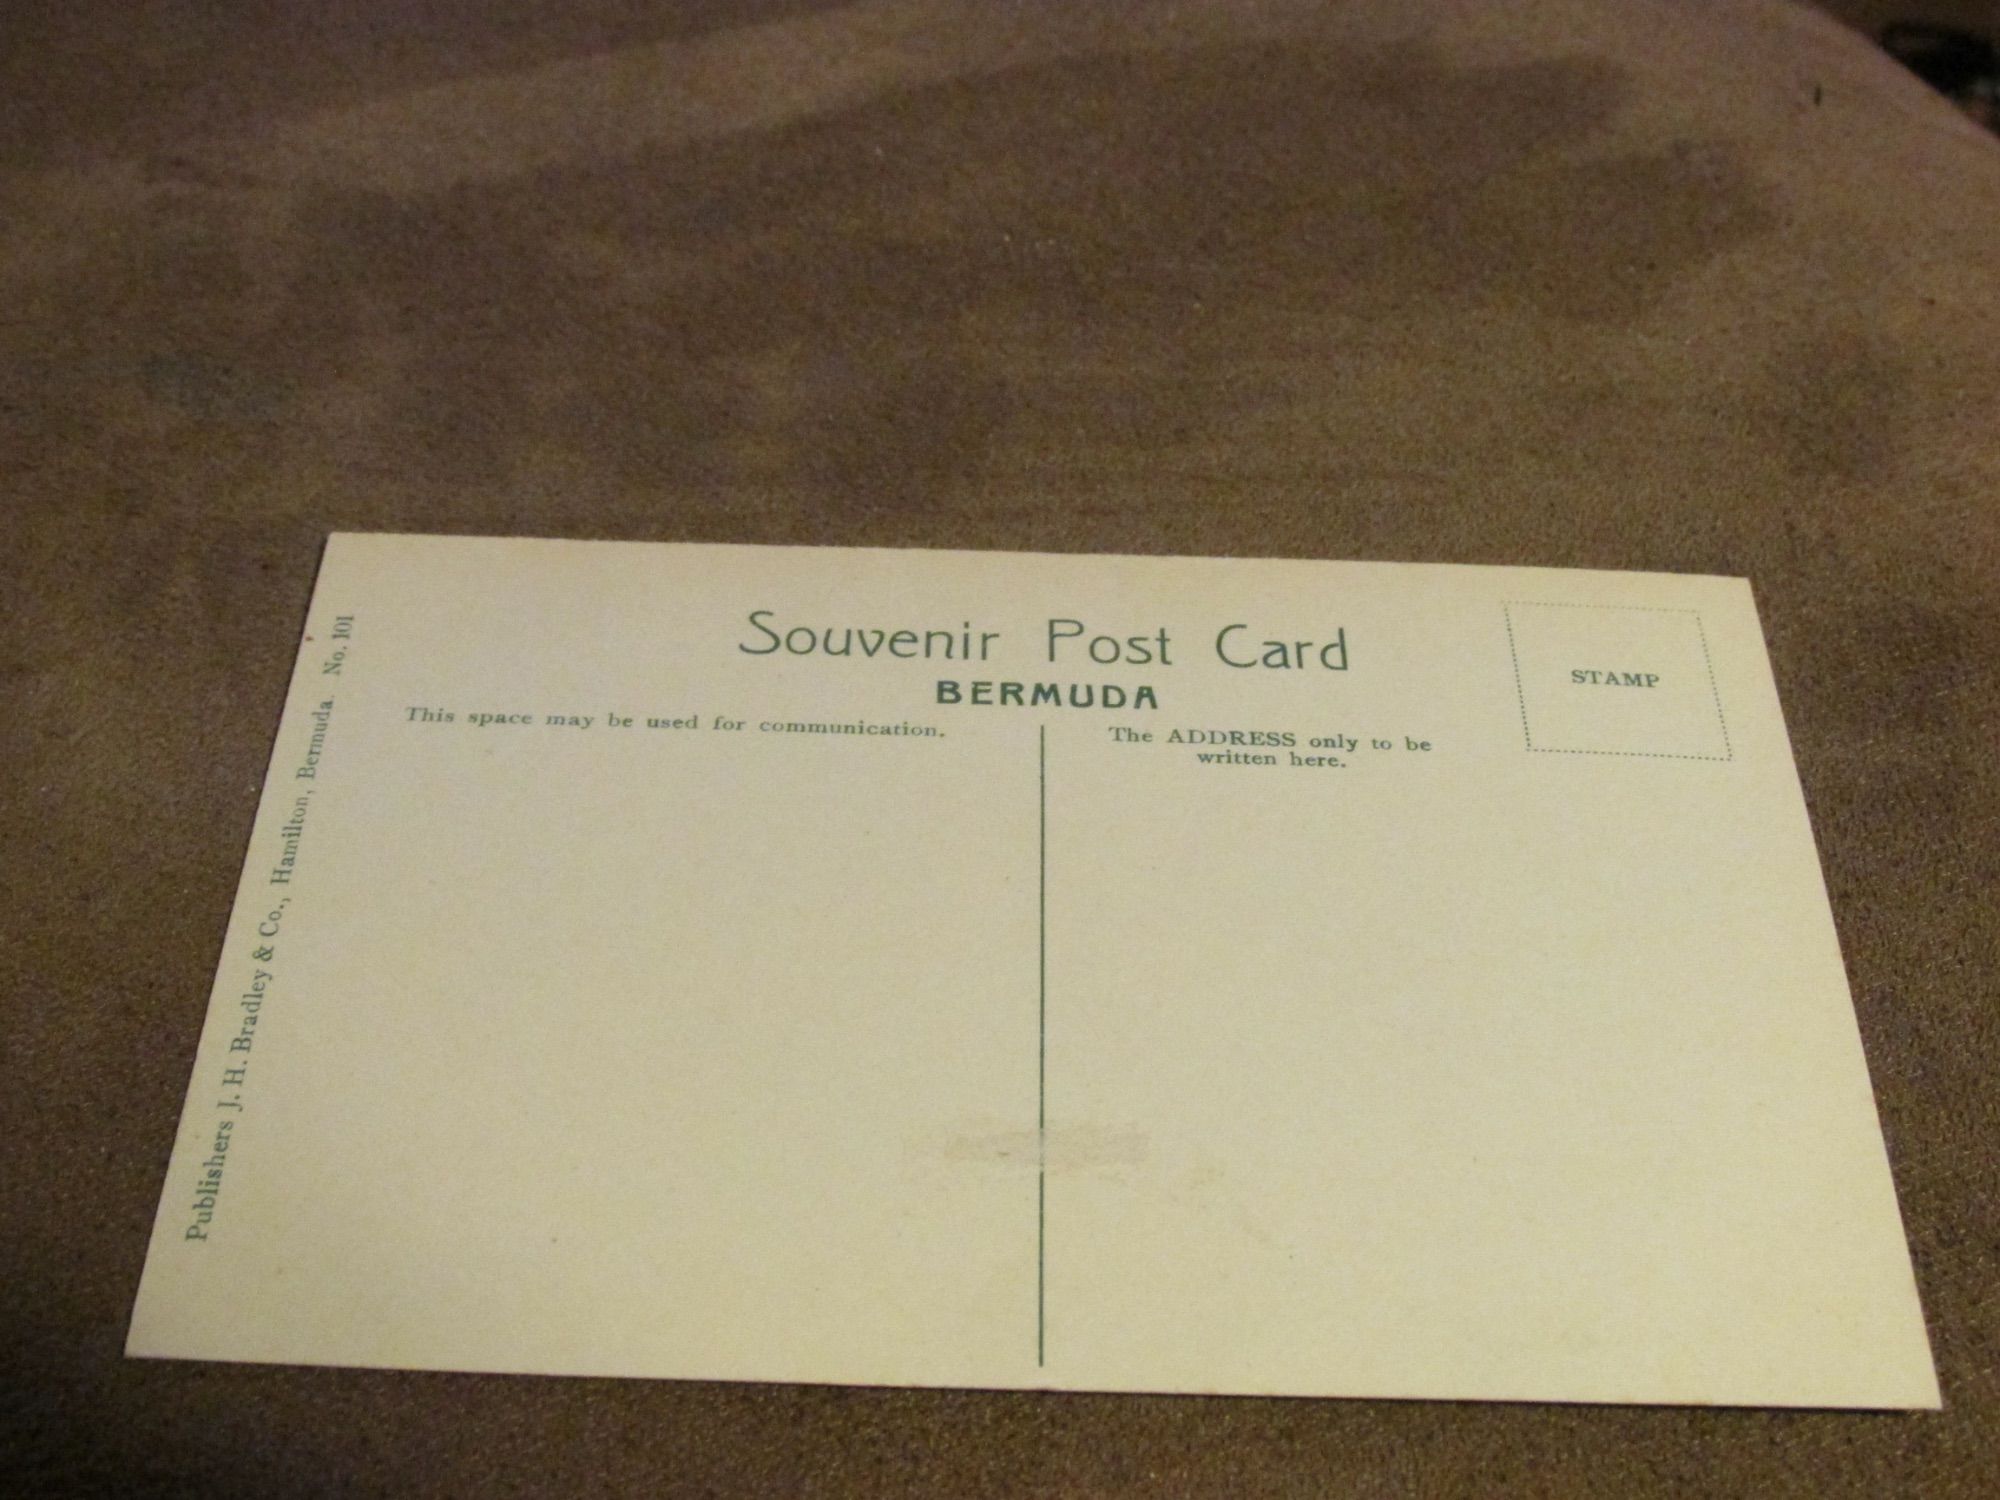 Souvenir Post Card
BERMUDA
STAMP
This space may be used for communication.
The ADDRESS only to be
written here.
Publishers J. H. Bradley & Co., Hamilton, Bermuda. No. 101